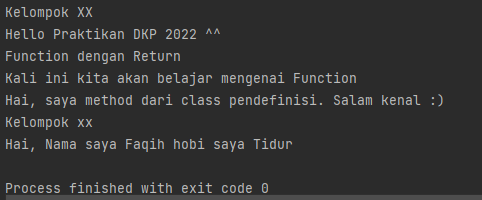 Kelompok XX
Hello Praktikan DKP 2022 ^^
Function dengan Return
Kali ini kita akan belajar mengenai Function
Hai, saya method dari class pendefinisi. Salam kenal :)
Kelompok xx
Hai, Nama saya Faqih hobi saya Tidur
Process finished with exit code 0